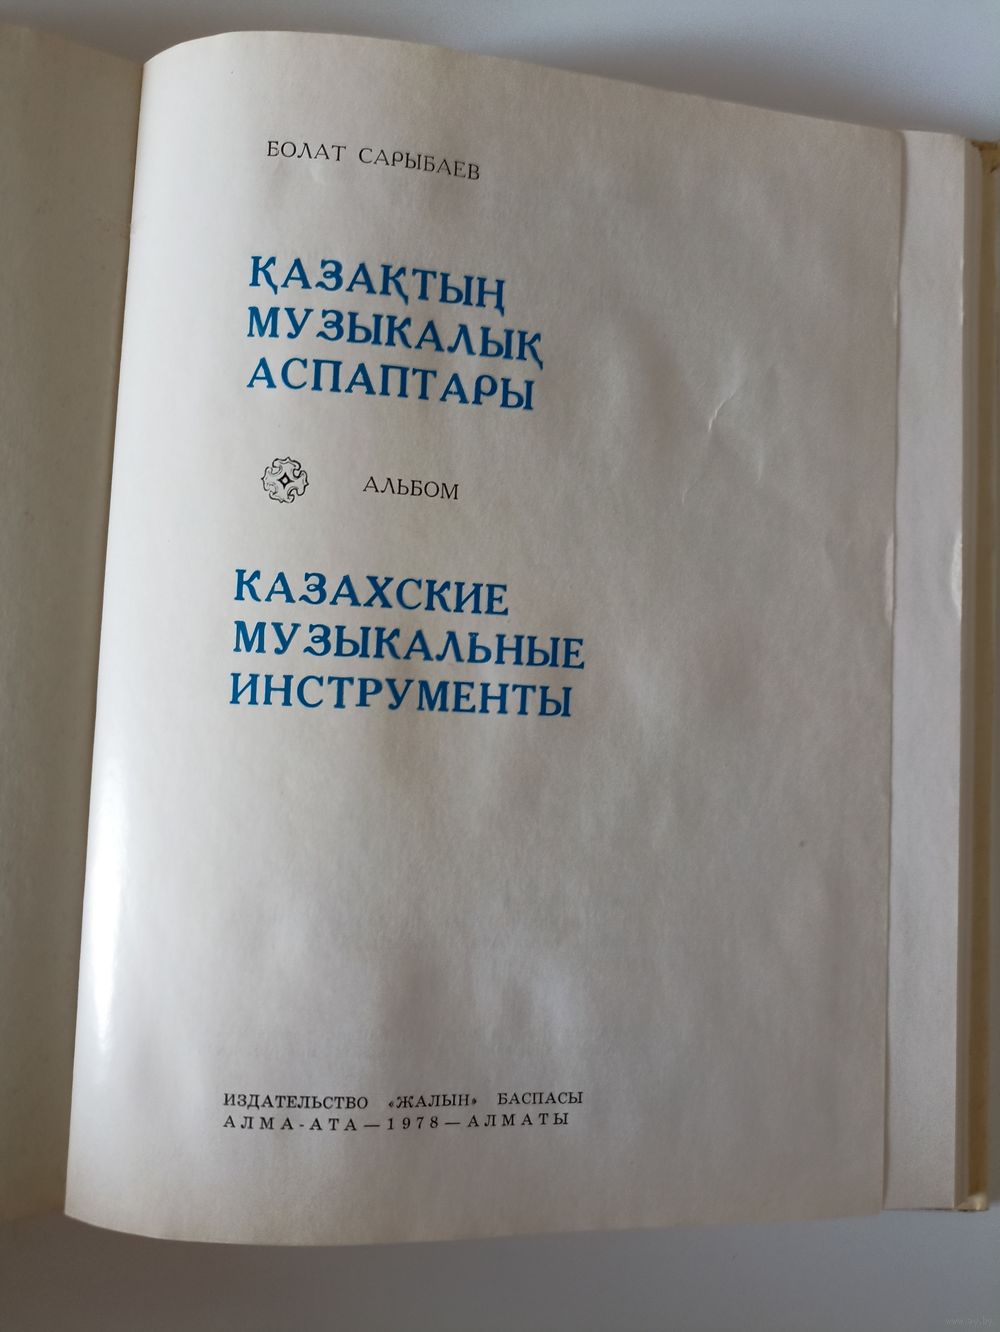 БОЛАТ САРЫБАЕВ
ҚАЗАҚТЫҢ
МУЗЫКАЛЫҚ
АСПАПТАРЫ
АЛЬБОМ
КАЗАХСКИЕ
МУЗЫКАЛЬНЫЕ
ИНСТРУМЕНТЫ
ИЗДАТЕЛЬСТВО «ЖАЛЫН» БАСПАСЫ
АЛМА-АТА — 1978 — АЛМАТЫ